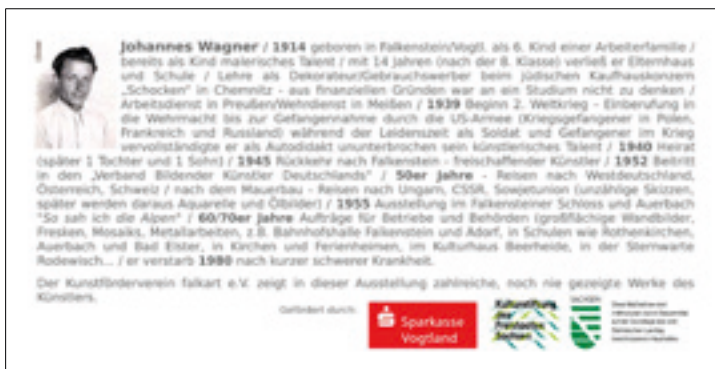 Johannes Wagner / 1914 geboren in Falkenstein/Vogtl. als 6. Kind einer Arbeiterfamilie /
bereits als Kind malerisches Talent / mit 14 Jahren (nach der 8. Klasse) verließ er Elternhaus
und Schule / Lehre als Dekorateur/Gebrauchswerber beim jüdischen Kaufhauskonzern
„Schocken" in Chemnitz - aus finanziellen Gründen war an ein Studium nicht zu denken /
Arbeitsdienst in Preußen/Wehrdienst in Meißen / 1939 Beginn 2. Weltkrieg - Einberufung in
die Wehrmacht bis zur Gefangennahme durch die US-Armee (Kriegsgefangener in Polen,
Frankreich und Russland) während der Leidenszeit als Soldat und Gefangener im Krieg
vervollständigte er als Autodidakt ununterbrochen sein künstlerisches Talent / 1940 Heirat
(später 1 Tochter und 1 Sohn) / 1945 Rückkehr nach Falkenstein - freischaffender Künstler / 1952 Beitritt
in den „Verband Bildender Künstler Deutschlands" / 50er Jahre - Reisen nach Westdeutschland,
Österreich, Schweiz / nach dem Mauerbau - Reisen nach Ungarn, CSSR, Sowjetunion (unzählige Skizzen,
später werden daraus Aquarelle und Ölbilder) / 1955 Ausstellung im Falkensteiner Schloss und Auerbach
"So sah ich die Alpen" / 60/70er Jahre Aufträge für Betriebe und Behörden (großflächige Wandbilder,
Fresken, Mosaiks, Metallarbeiten, z.B. Bahnhofshalle Falkenstein und Adorf, in Schulen wie Rothenkirchen,
Auerbach und Bad Elster, in Kirchen und Ferienheimen, im Kulturhaus Beerheide, in der Sternwarte
Rodewisch... / er verstarb 1980 nach kurzer schwerer Krankheit.
Der Kunstförderverein falkart e.V. zeigt in dieser Ausstellung zahlreiche, noch nie gezeigte Werke des
Künstlers.
Gefördert durch:
Sparkasse
Vogtland
Kulturstiftung
des
Freistaates
Sachsen
SACHSEN